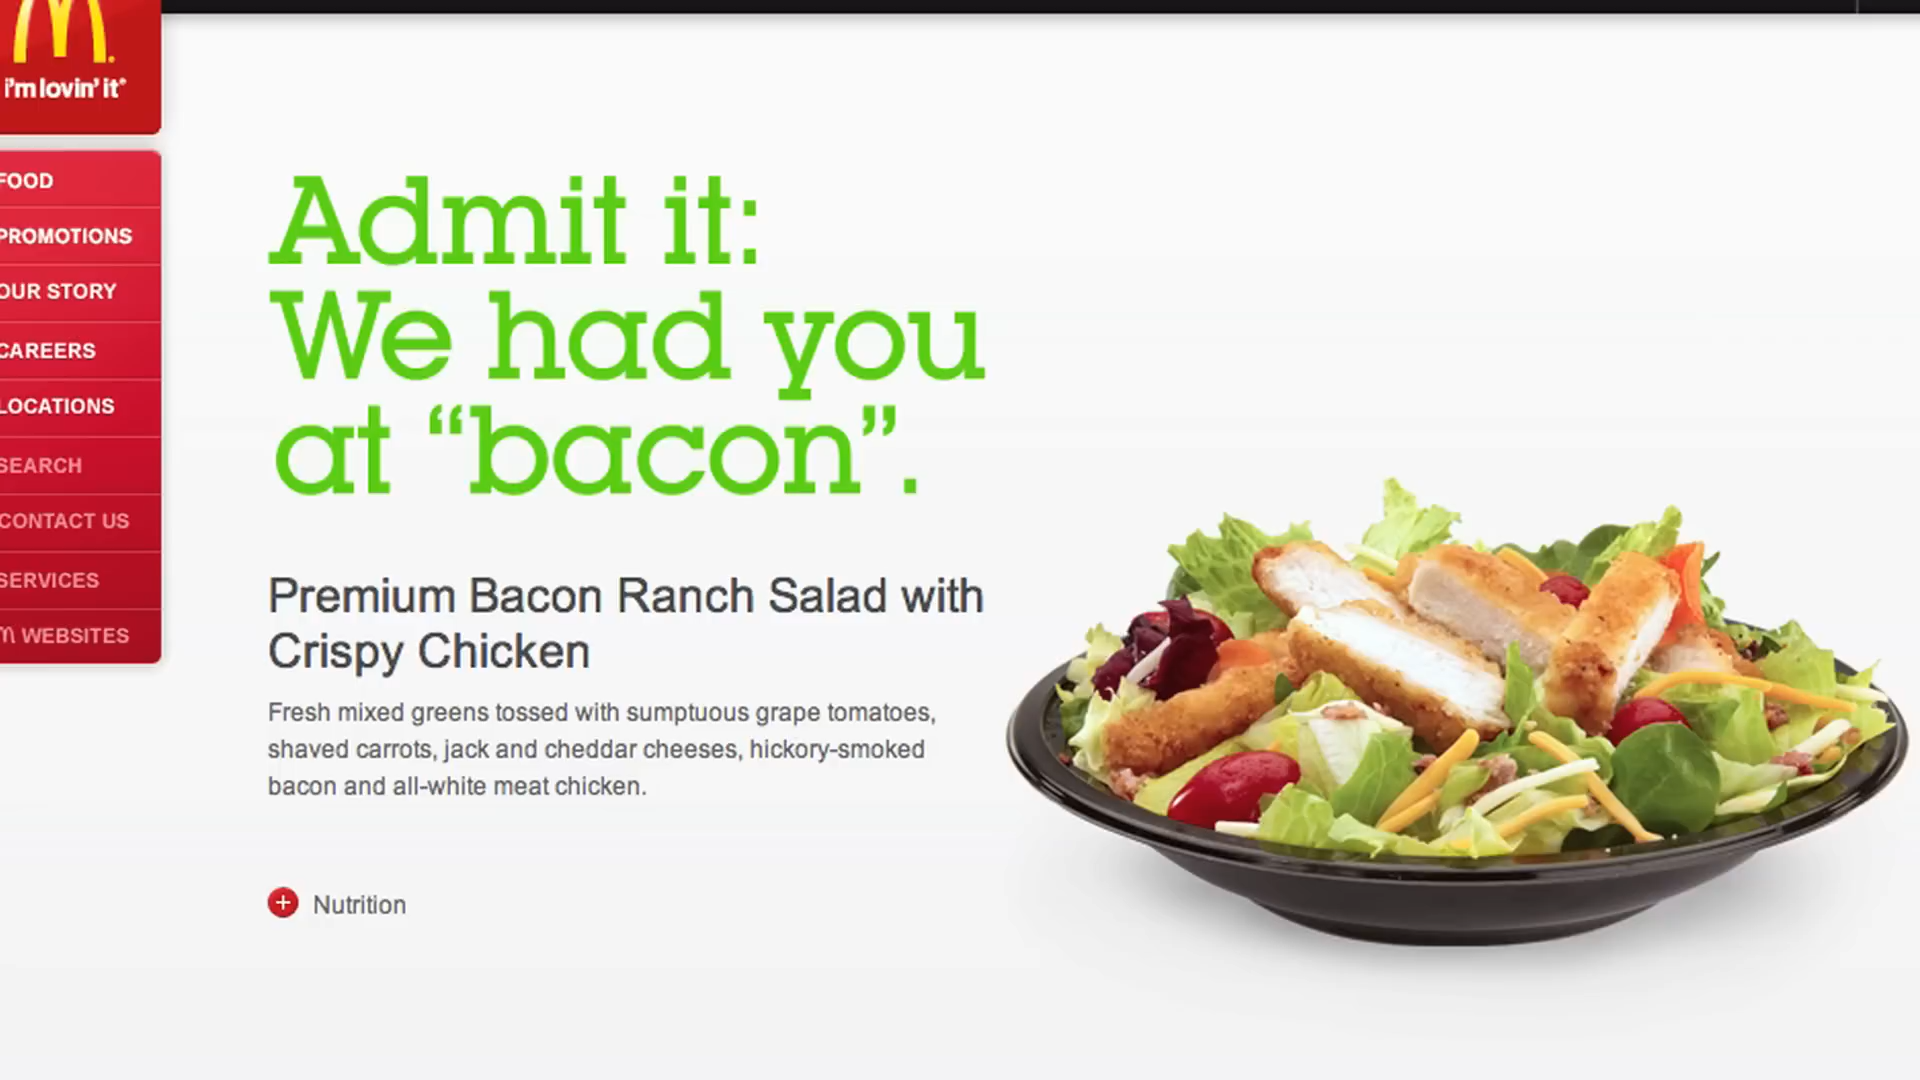 i'm lovin' it®
FOOD
PROMOTIONS
OUR STORY
CAREERS
LOCATIONS
SEARCH
CONTACT US
SERVICES
WEBSITES
Admit it:
We had you
at “bacon”.
Premium Bacon Ranch Salad with
Crispy Chicken
Fresh mixed greens tossed with sumptuous grape tomatoes,
shaved carrots, jack and cheddar cheeses, hickory-smoked
bacon and all-white meat chicken.
Nutrition